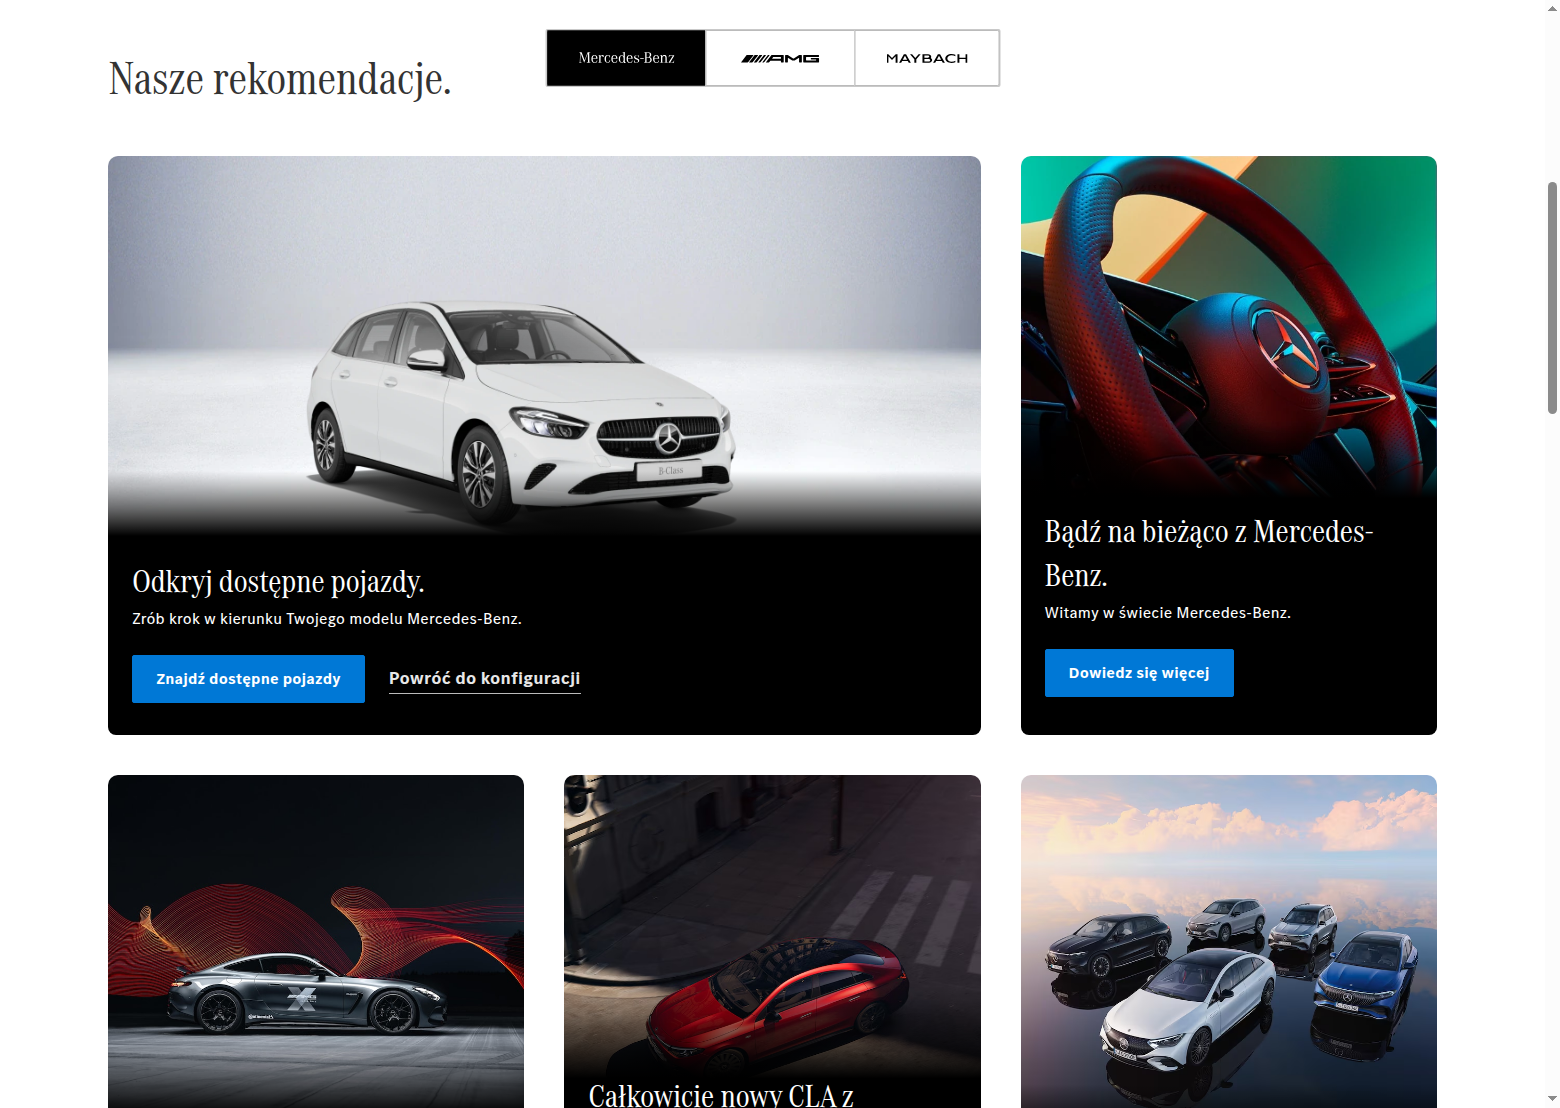 Mercedes-Benz
AMG
MAYBACH
Nasze rekomendacje.
B-Class
Odkryj dostępne pojazdy.
Zrób krok w kierunku Twojego modelu Mercedes-Benz.
Znajdź dostępne pojazdy
Powróć do konfiguracji
Bądź na bieżąco z Mercedes-
Benz.
Witamy w świecie Mercedes-Benz.
Dowiedz się więcej
X
Całkowicie nowy CLA z